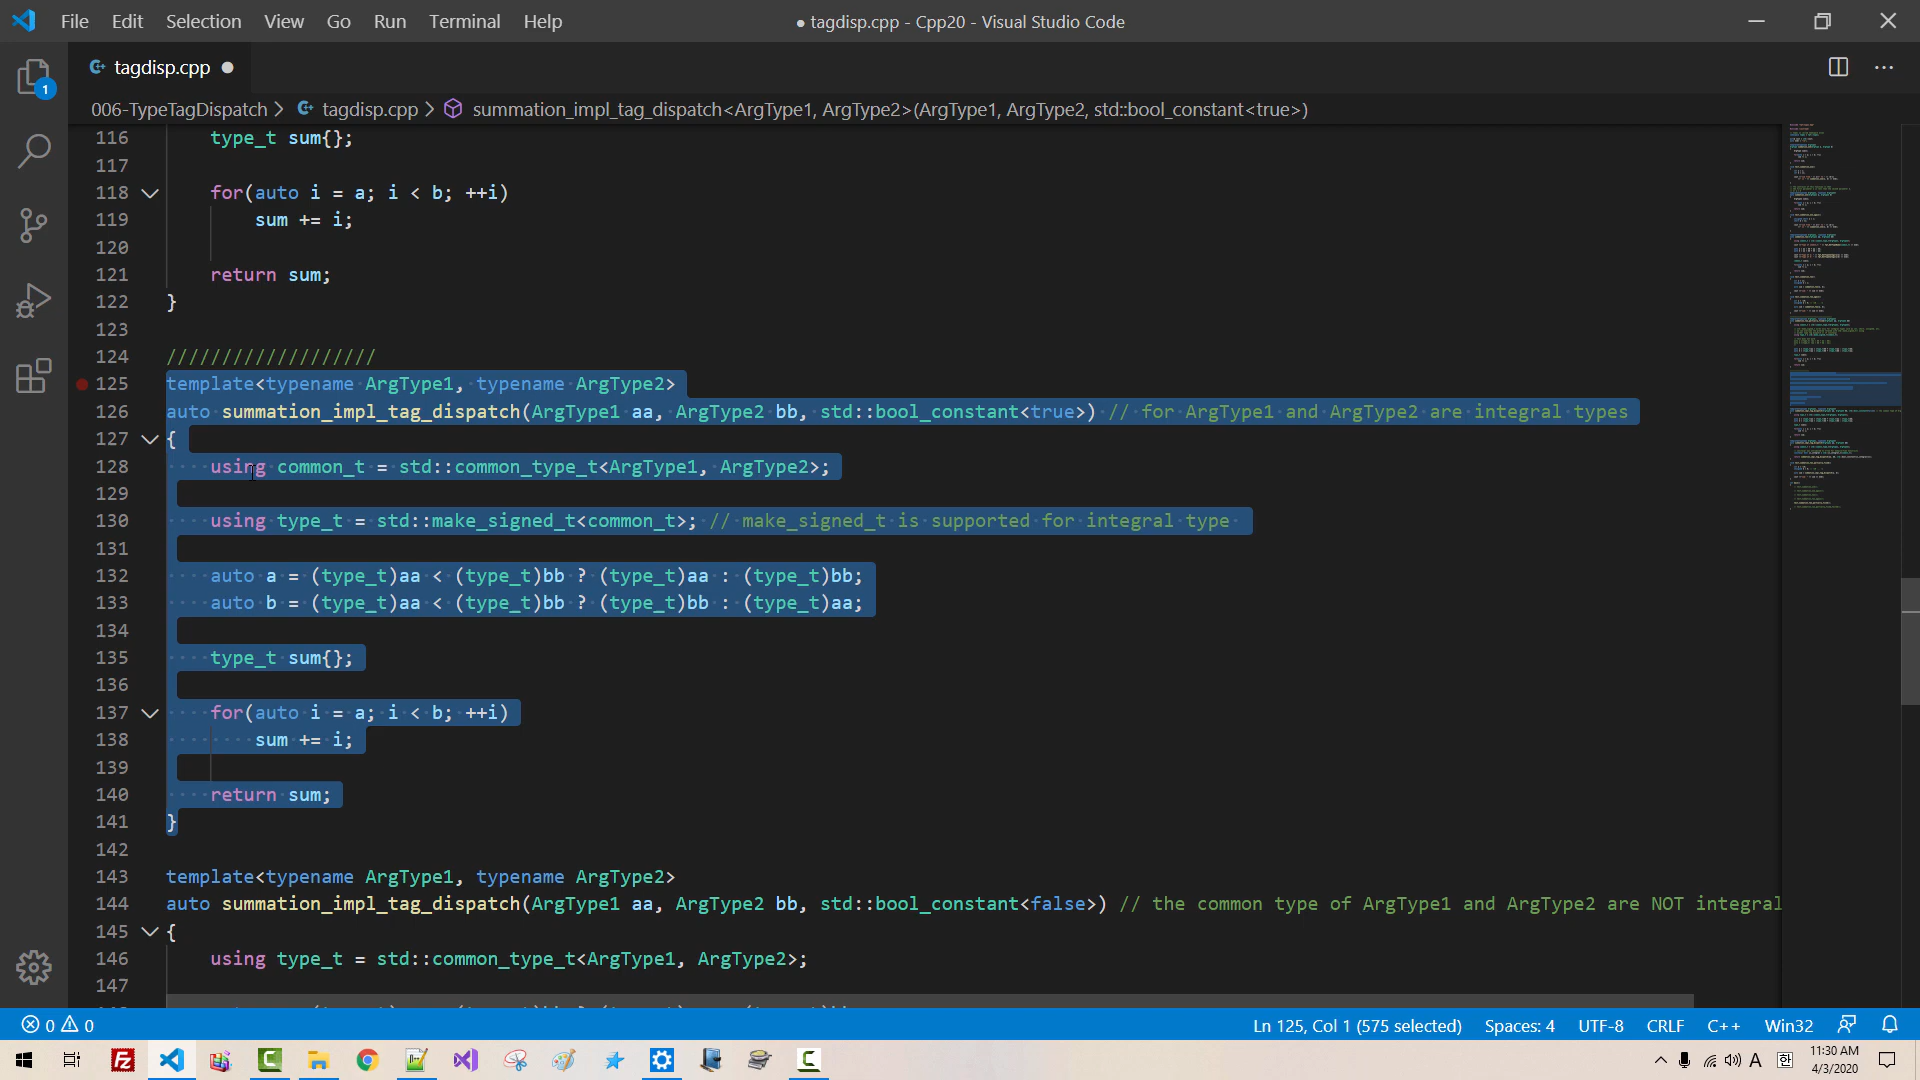 File Edit Selection View Go Run Terminal Help
● tagdisp.cpp - Cpp20 - Visual Studio Code
tagdisp.cpp
1
006-TypeTagDispatch > tagdisp.cpp > summation_impl_tag_dispatch<ArgType1, ArgType2>(ArgType1, ArgType2, std::bool_constant<true>)
116 type_t sum{};
117
118 for(auto i = a; i < b; ++i)
119 sum += i;
120
121 return sum;
122 }
123
124 ///////////////////
125 template<typename ArgType1, typename ArgType2>
126 auto summation_impl_tag_dispatch(ArgType1 aa, ArgType2 bb, std::bool_constant<true>) // for ArgType1 and ArgType2 are integral types
127 {
128 using common_t = std::common_type_t<ArgType1, ArgType2>;
129
130 using type_t = std::make_signed_t<common_t>; // make_signed_t is supported for integral type
131
132 auto a = (type_t)aa < (type_t)bb ? (type_t)aa : (type_t)bb;
133 auto b = (type_t)aa < (type_t)bb ? (type_t)bb : (type_t)aa;
134
135 type_t sum{};
136
137 for(auto i = a; i < b; ++i)
138 sum += i;
139
140 return sum;
141 }
142
143 template<typename ArgType1, typename ArgType2>
144 auto summation_impl_tag_dispatch(ArgType1 aa, ArgType2 bb, std::bool_constant<false>) // the common type of ArgType1 and ArgType2 are NOT integral
145 {
146 using type_t = std::common_type_t<ArgType1, ArgType2>;
147
0 0
Ln 125, Col 1 (575 selected) Spaces: 4 UTF-8 CRLF C++ Win32
A 한 11:30 AM
4/3/2020